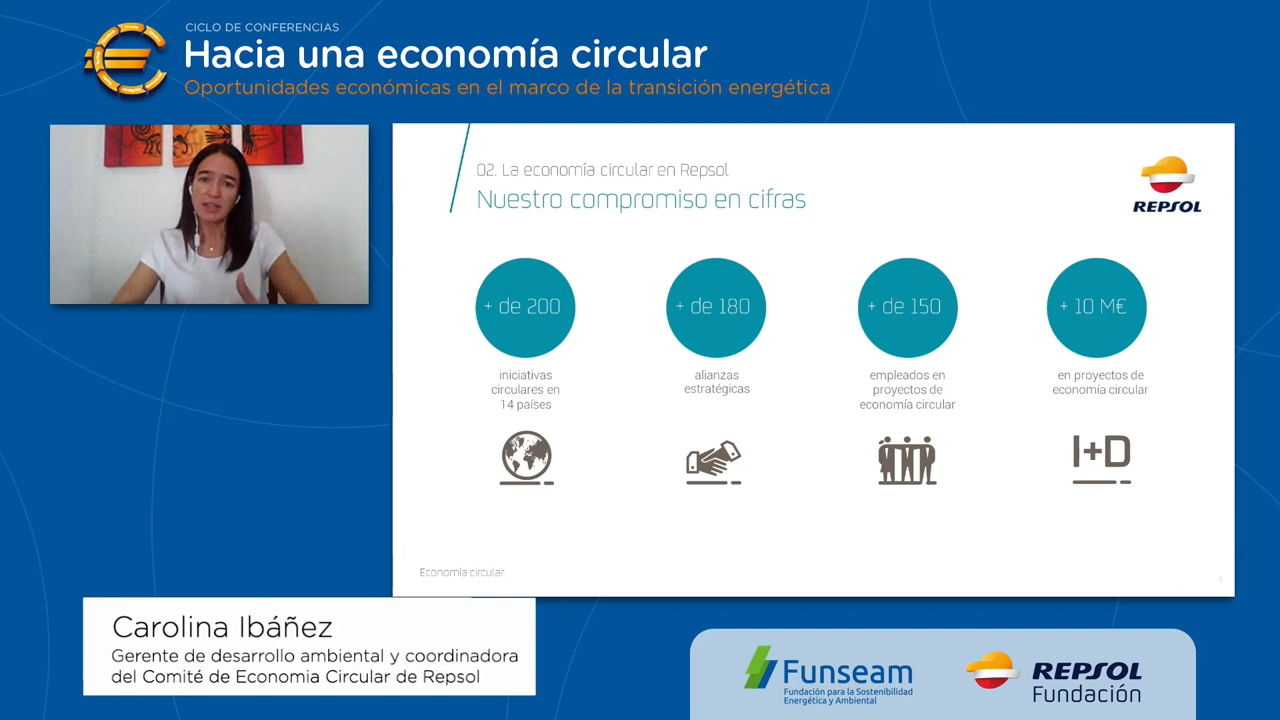 CICLO DE CONFERENCIAS
Hacia una economía circular
Oportunidades económicas en el marco de la transición energética
02. La economía circular en Repsol
Nuestro compromiso en cifras
REPSOL
+ de 200
+ de 180
+ de 150
+ 10 M€
iniciativas
circulares en
14 países
alianzas
estratégicas
empleados en
proyectos de
economía circular
en proyectos de
economía circular
I+D
Economía circular
Carolina Ibáñez
Gerente de desarrollo ambiental y coordinadora
del Comité de Economia Circular de Repsol
Funseam
Fundación para la Sostenibilidad
Energética y Ambiental
REPSOL
Fundación